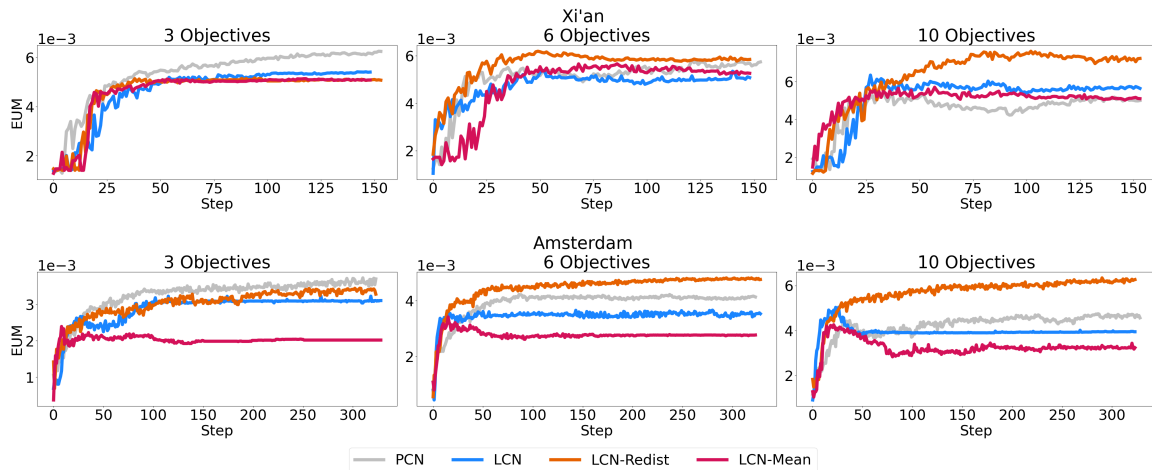 Xi'an
3 Objectives
6 Objectives
10 Objectives
1e−3
1e−3
1e−3
EUM
6
4
2
6
4
2
6
4
2
0 25 50 75 100 125 150
0 25 50 75 100 125 150
0 25 50 75 100 125 150
Step
Step
Step
Amsterdam
3 Objectives
6 Objectives
10 Objectives
1e−3
1e−3
1e−3
EUM
3
2
1
4
2
6
4
2
0 50 100 150 200 250 300
0 50 100 150 200 250 300
0 50 100 150 200 250 300
Step
Step
Step
PCN LCN LCN-Redist LCN-Mean